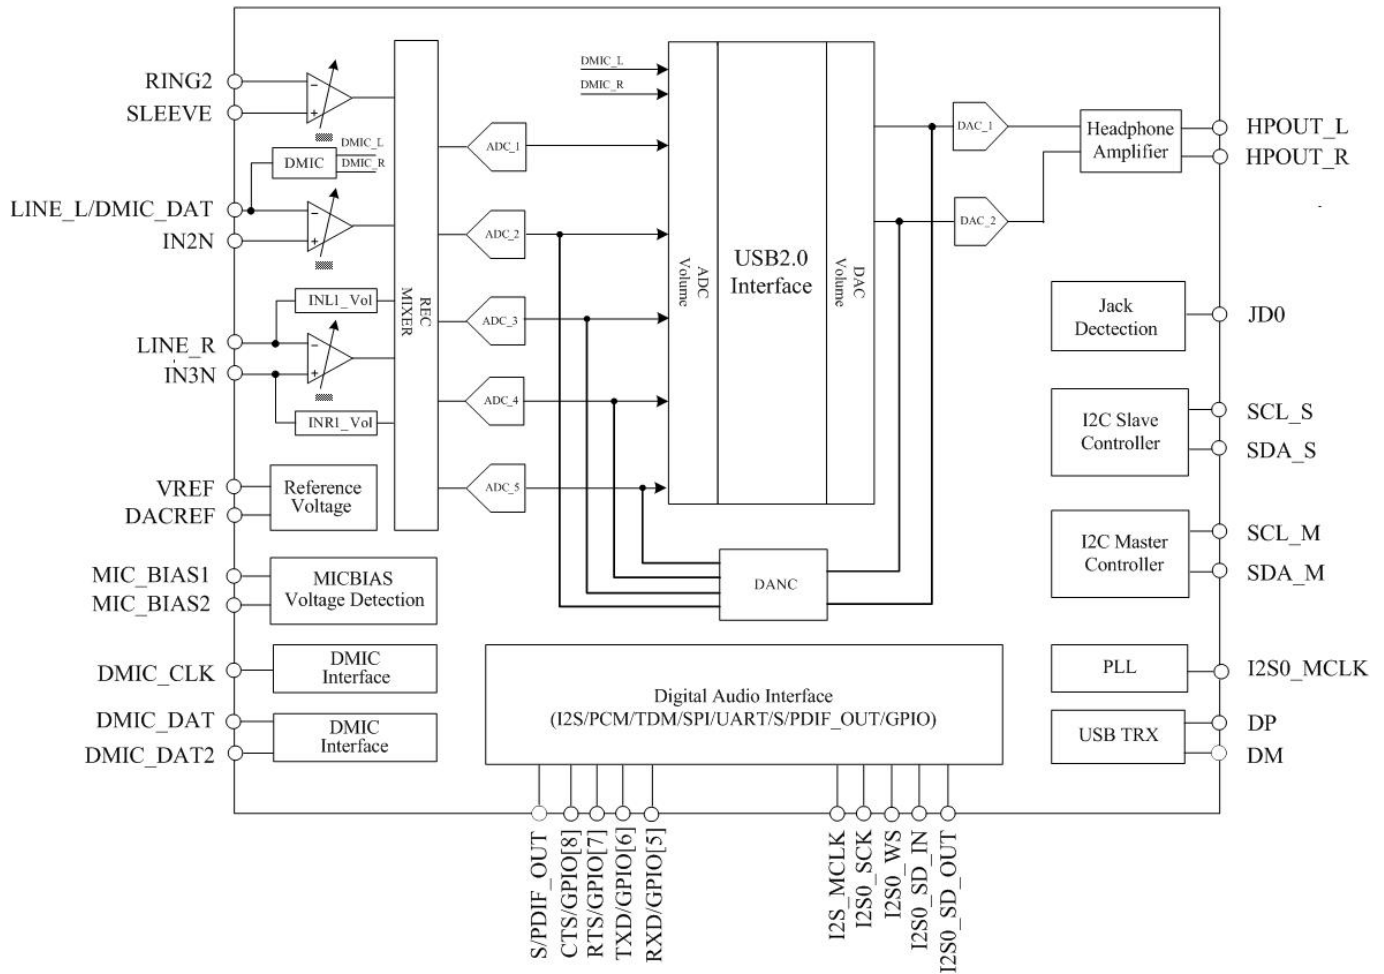 RING2
SLEEVE
−
+
DMIC
DMIC_L
DMIC_R
LINE_L/DMIC_DAT
IN2N
−
+
INL1_Vol
LINE_R
IN3N
−
+
INR1_Vol
VREF
DACREF
Reference
Voltage
MIC_BIAS1
MIC_BIAS2
MICBIAS
Voltage Detection
DMIC_CLK
DMIC
Interface
DMIC_DAT
DMIC_DAT2
DMIC
Interface
REC
MIXER
ADC_1
ADC_2
ADC_3
ADC_4
ADC_5
DMIC_L
DMIC_R
ADC
Volume
USB2.0
Interface
DAC
Volume
DANC
DAC_1
DAC_2
Headphone
Amplifier
HPOUT_L
HPOUT_R
Jack
Dectection
JD0
I2C Slave
Controller
SCL_S
SDA_S
I2C Master
Controller
SCL_M
SDA_M
PLL
I2S0_MCLK
USB TRX
DP
DM
Digital Audio Interface
(I2S/PCM/TDM/SPI/UART/S/PDIF_OUT/GPIO)
S/PDIF_OUT
CTS/GPIO[8]
RTS/GPIO[7]
TXD/GPIO[6]
RXD/GPIO[5]
I2S_MCLK
I2S0_SCK
I2S0_WS
I2S0_SD_IN
I2S0_SD_OUT